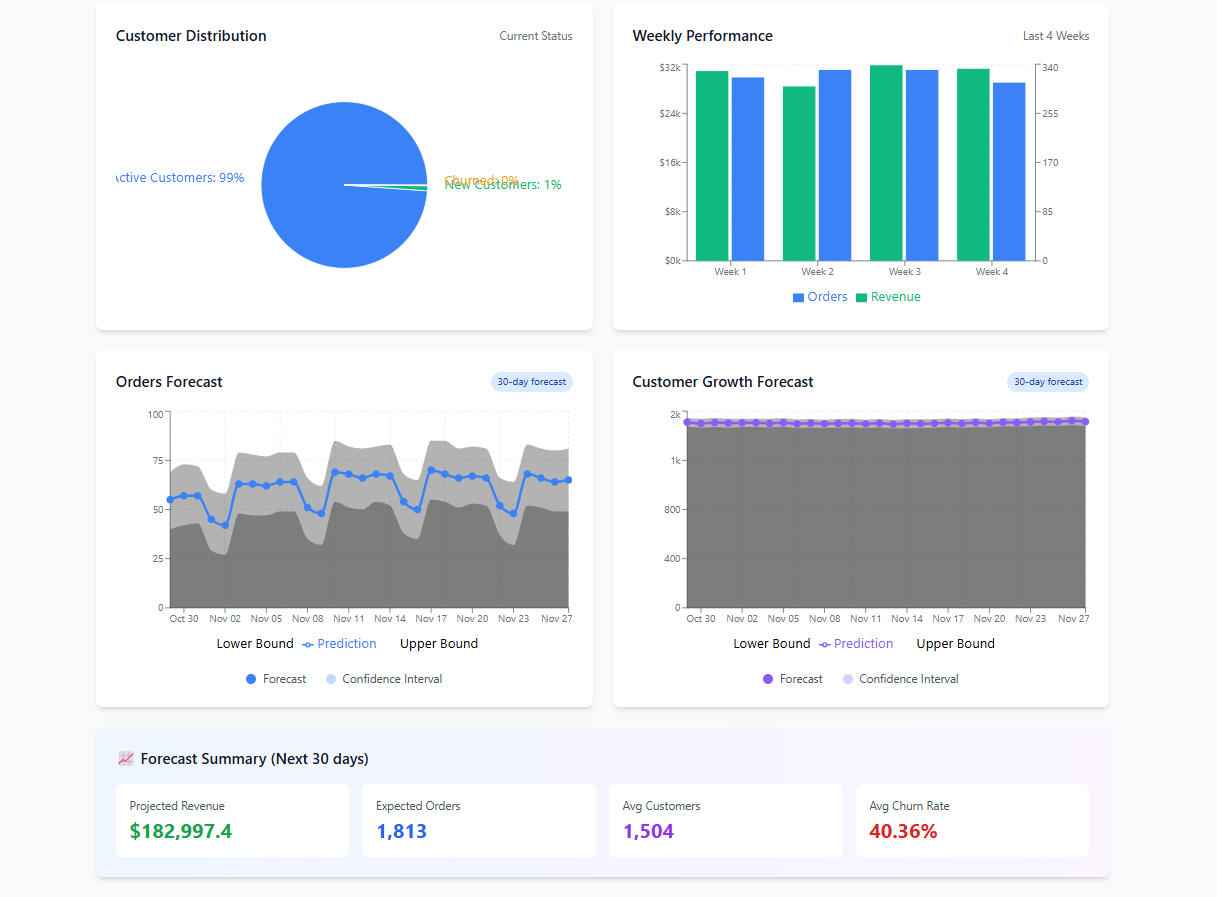 Customer Distribution
Current Status
Active Customers: 99%
Churned: 0%
New Customers: 1%
Weekly Performance
Last 4 Weeks
$32k
$24k
$16k
$8k
$0k
340
255
170
85
0
Week 1 Week 2 Week 3 Week 4
Orders Revenue
Orders Forecast
30-day forecast
100
75
50
25
0
Oct 30 Nov 02 Nov 05 Nov 08 Nov 11 Nov 14 Nov 17 Nov 20 Nov 23 Nov 27
Lower Bound Prediction Upper Bound
Forecast Confidence Interval
Customer Growth Forecast
30-day forecast
2k
1k
800
400
0
Oct 30 Nov 02 Nov 05 Nov 08 Nov 11 Nov 14 Nov 17 Nov 20 Nov 23 Nov 27
Lower Bound Prediction Upper Bound
Forecast Confidence Interval
Forecast Summary (Next 30 days)
Projected Revenue
$182,997.4
Expected Orders
1,813
Avg Customers
1,504
Avg Churn Rate
40.36%